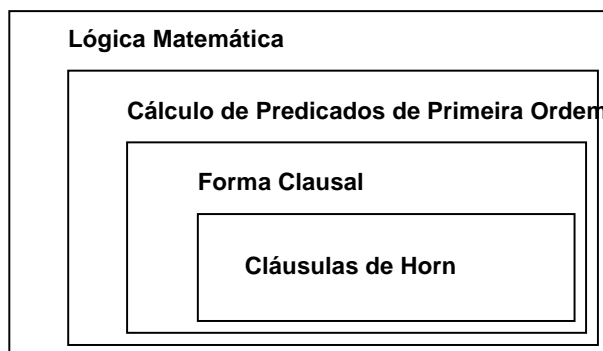 Lógica Matemática
Cálculo de Predicados de Primeira Ordem
Forma Clausal
Cláusulas de Horn